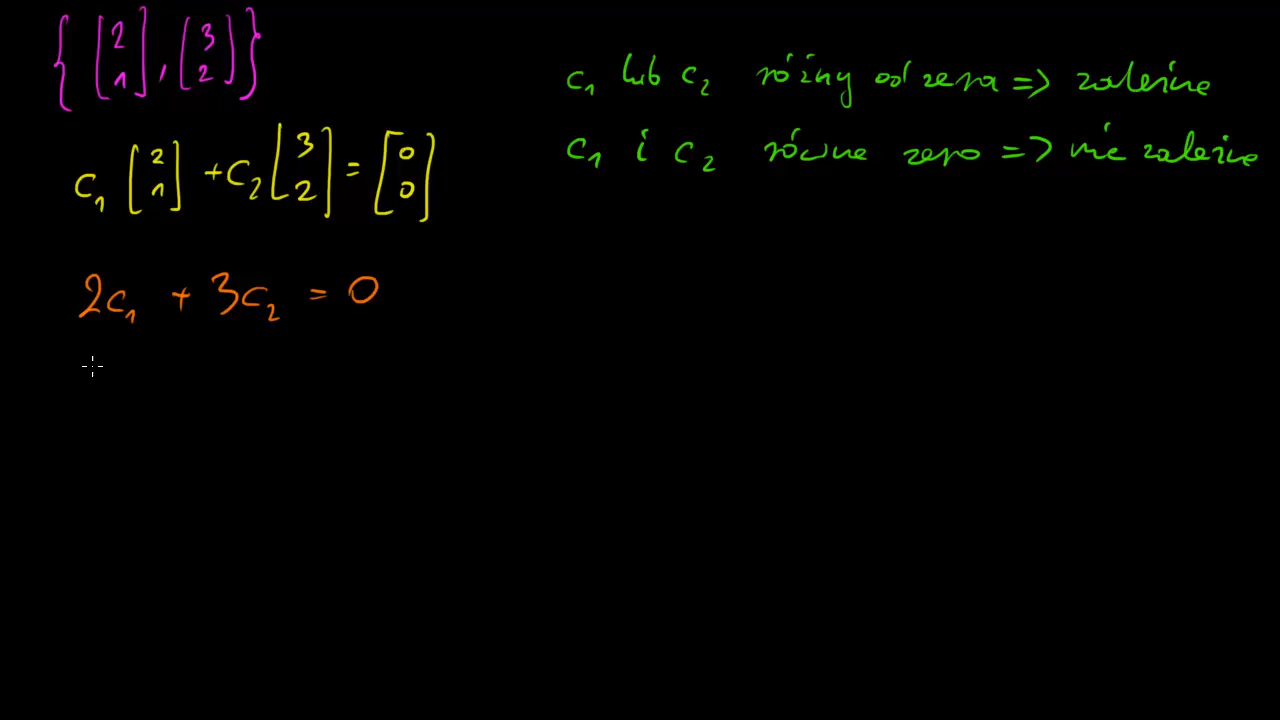 { [2 1], [3 2] }
c₁ [2 1] + c₂ [3 2] = [0 0]
2c₁ + 3c₂ = 0
c₁ lub c₂ różny od zera => zależne
c₁ i c₂ równe zero => nie zależne